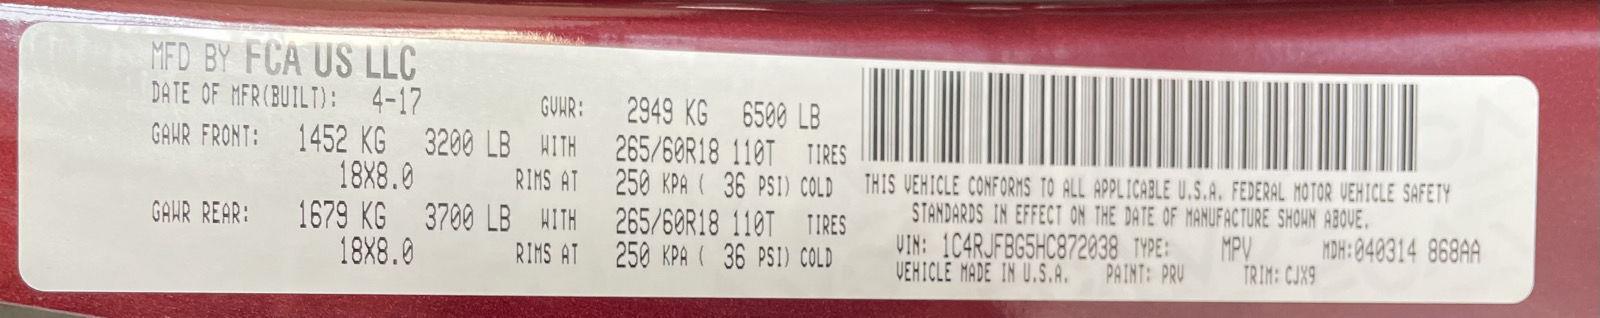 MFD BY FCA US LLC
DATE OF MFR(BUILT): 4-17 GVWR: 2949 KG 6500 LB
GAWR FRONT: 1452 KG 3200 LB WITH 265/60R18 110T TIRES
18X8.0 RIMS AT 250 KPA ( 36 PSI) COLD
GAWR REAR: 1679 KG 3700 LB WITH 265/60R18 110T TIRES
18X8.0 RIMS AT 250 KPA ( 36 PSI) COLD
THIS VEHICLE CONFORMS TO ALL APPLICABLE U.S.A. FEDERAL MOTOR VEHICLE SAFETY
STANDARDS IN EFFECT ON THE DATE OF MANUFACTURE SHOWN ABOVE.
VIN: 1C4RJFBG5HC872038 TYPE: MPV MDH:040314 868AA
VEHICLE MADE IN U.S.A. PAINT: PRV TRIM: CJX9